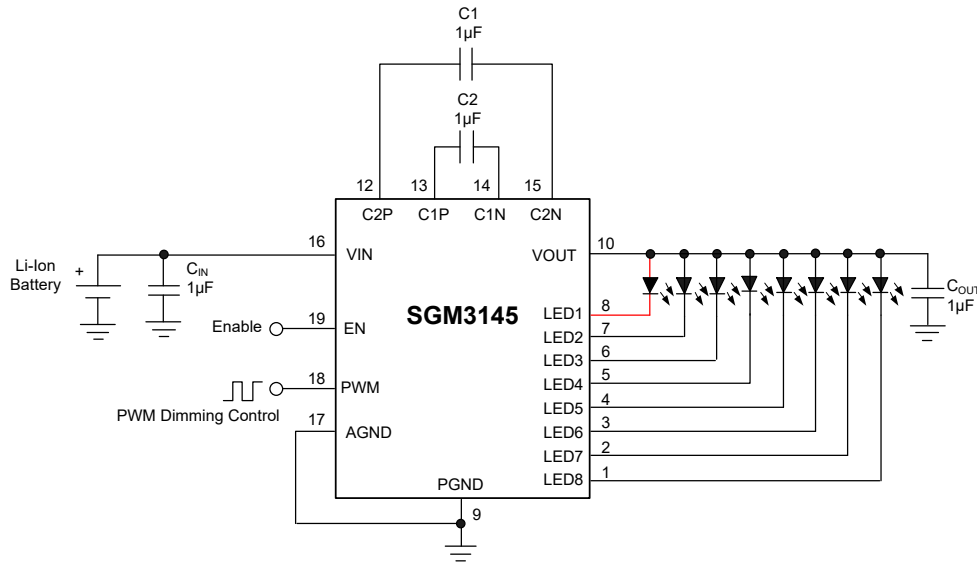 C1
1µF
C2
1µF
12
13
14
15
C2P
C1P
C1N
C2N
16
VIN
VOUT
10
Li-Ion
Battery
+
C_IN
1µF
C_OUT
1µF
Enable
19
EN
SGM3145
LED1
8
LED2
7
LED3
6
LED4
5
LED5
4
LED6
3
LED7
2
LED8
1
18
PWM
PWM Dimming Control
17
AGND
PGND
9